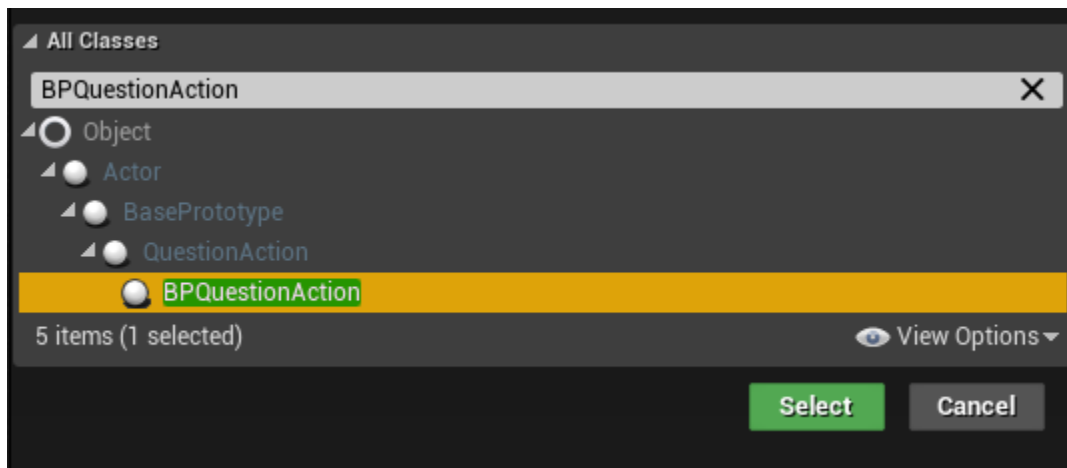 All Classes
BPQuestionAction
Object
Actor
BasePrototype
QuestionAction
BPQuestionAction
5 items (1 selected) View Options
Select Cancel